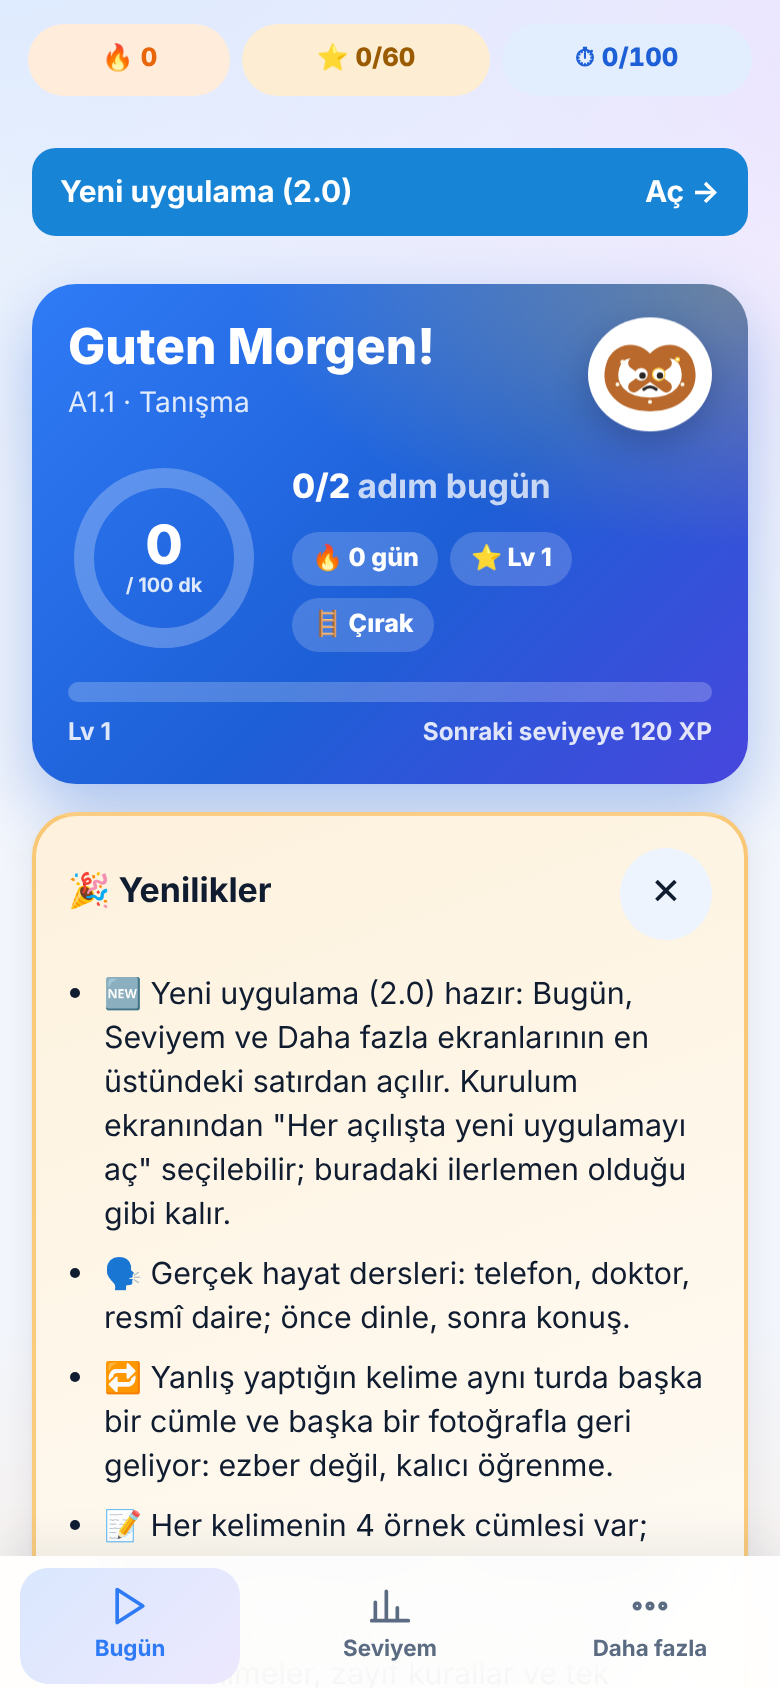 🔥 0
⭐ 0/60
⏱ 0/100
Yeni uygulama (2.0)
Aç →
Guten Morgen!
A1.1 · Tanışma
0
/ 100 dk
0/2 adım bugün
🔥 0 gün
⭐ Lv 1
🪜 Çırak
Lv 1
Sonraki seviyeye 120 XP
🎉 Yenilikler
✕
• 🆕 Yeni uygulama (2.0) hazır: Bugün,
Seviyem ve Daha fazla ekranlarının en
üstündeki satırdan açılır. Kurulum
ekranından "Her açılışta yeni uygulamayı
aç" seçilebilir; buradaki ilerlemen olduğu
gibi kalır.
• 🗣️ Gerçek hayat dersleri: telefon, doktor,
resmî daire; önce dinle, sonra konuş.
• 🔁 Yanlış yaptığın kelime aynı turda başka
bir cümle ve başka bir fotoğrafla geri
geliyor: ezber değil, kalıcı öğrenme.
• 📝 Her kelimenin 4 örnek cümlesi var;
zayıf kurallar ve tek
Bugün
Seviyem
Daha fazla